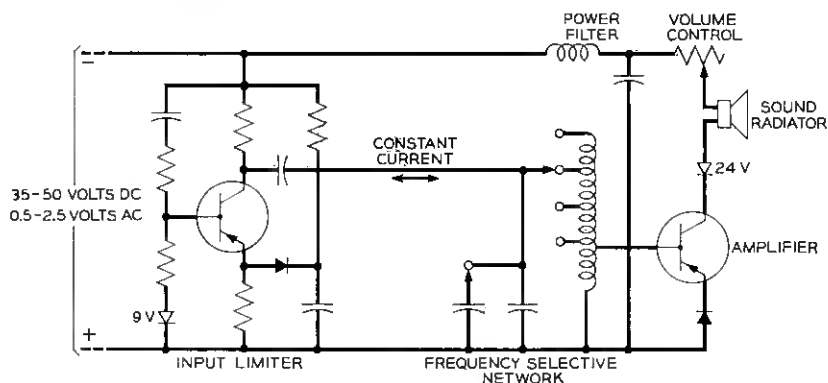 POWER
FILTER
VOLUME
CONTROL
−
SOUND
RADIATOR
CONSTANT
CURRENT
24 V
35-50 VOLTS DC
0.5-2.5 VOLTS AC
AMPLIFIER
9 V
+
INPUT LIMITER
FREQUENCY SELECTIVE
NETWORK